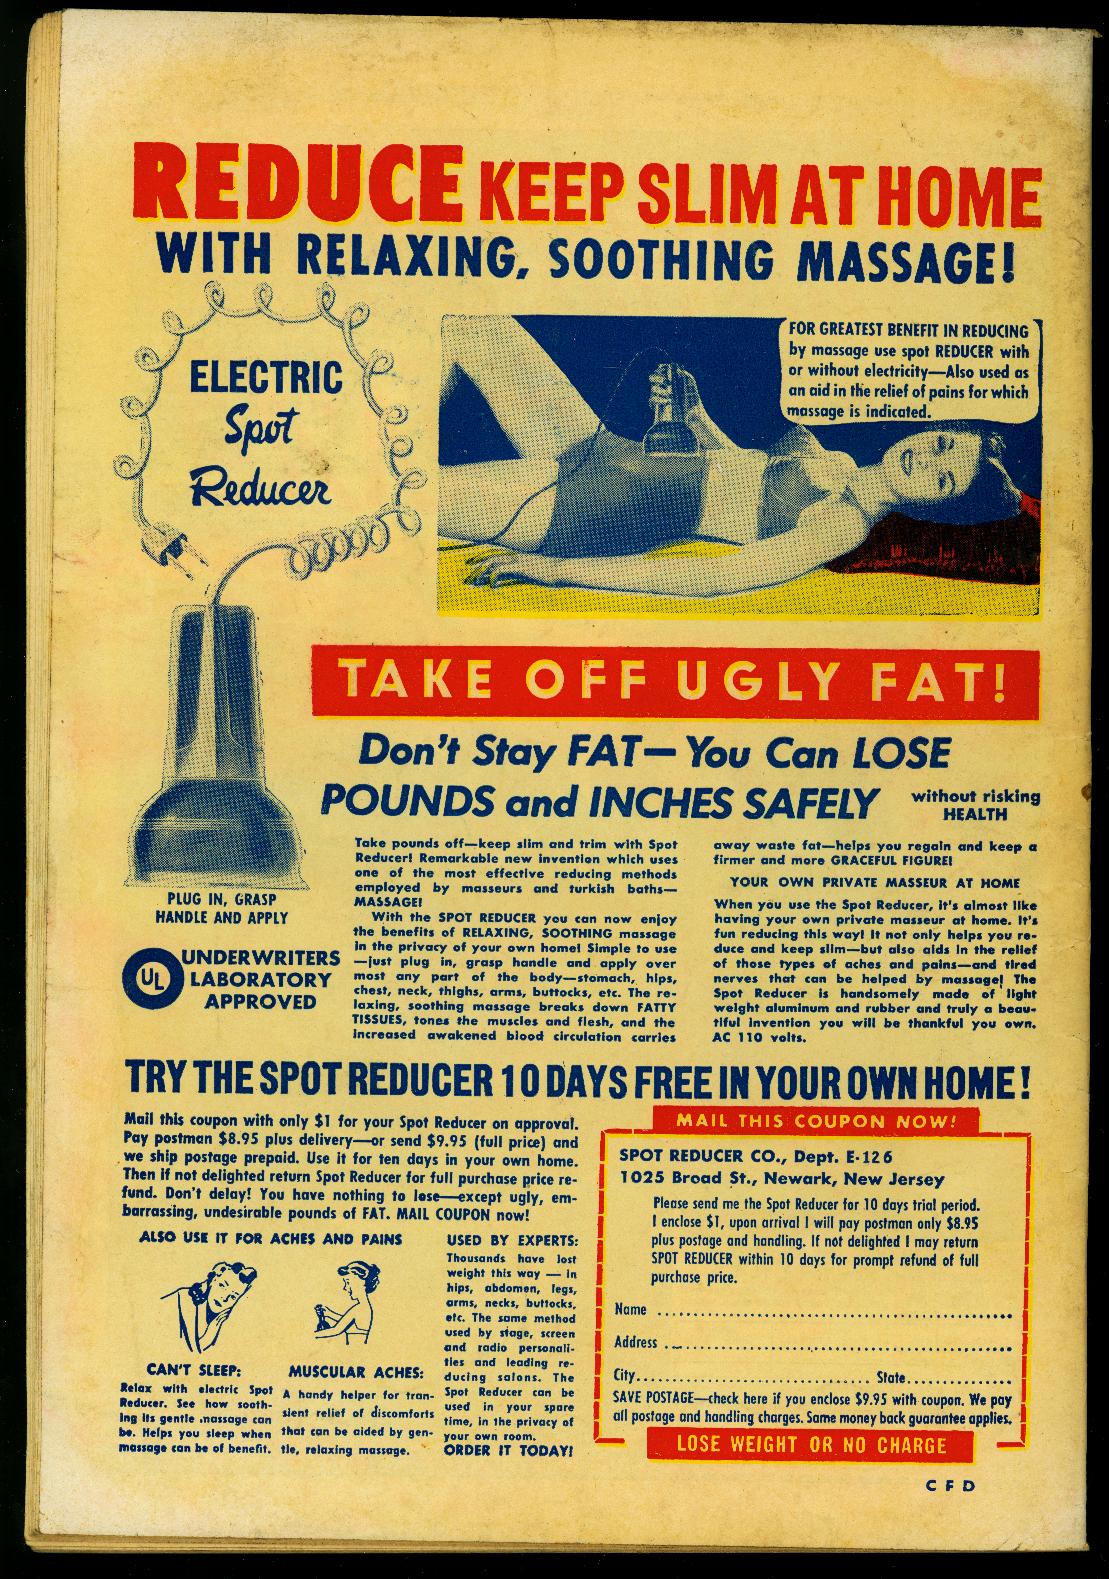 REDUCE KEEP SLIM AT HOME
WITH RELAXING, SOOTHING MASSAGE!
ELECTRIC
Spot
Reducer
FOR GREATEST BENEFIT IN REDUCING
by massage use spot REDUCER with
or without electricity—Also used as
an aid in the relief of pains for which
massage is indicated.
TAKE OFF UGLY FAT!
Don't Stay FAT—You Can LOSE
POUNDS and INCHES SAFELY without risking
HEALTH
PLUG IN, GRASP
HANDLE AND APPLY
UL
UNDERWRITERS
LABORATORY
APPROVED
Take pounds off—keep slim and trim with Spot
Reducer! Remarkable new invention which uses
one of the most effective reducing methods
employed by masseurs and turkish baths—
MASSAGE!
With the SPOT REDUCER you can now enjoy
the benefits of RELAXING, SOOTHING massage
in the privacy of your own home! Simple to use
—just plug in, grasp handle and apply over
most any part of the body—stomach, hips,
chest, neck, thighs, arms, buttocks, etc. The re-
laxing, soothing massage breaks down FATTY
TISSUES, tones the muscles and flesh, and the
increased awakened blood circulation carries
away waste fat—helps you regain and keep a
firmer and more GRACEFUL FIGURE!
YOUR OWN PRIVATE MASSEUR AT HOME
When you use the Spot Reducer, it's almost like
having your own private masseur at home. It's
fun reducing this way! It not only helps you re-
duce and keep slim—but also aids in the relief
of those types of aches and pains—and tired
nerves that can be helped by massage! The
Spot Reducer is handsomely made of light
weight aluminum and rubber and truly a beau-
tiful invention you will be thankful you own.
AC 110 volts.
TRY THE SPOT REDUCER 10 DAYS FREE IN YOUR OWN HOME!
Mail this coupon with only $1 for your Spot Reducer on approval.
Pay postman $8.95 plus delivery—or send $9.95 (full price) and
we ship postage prepaid. Use it for ten days in your own home.
Then if not delighted return Spot Reducer for full purchase price re-
fund. Don't delay! You have nothing to lose—except ugly, em-
barrassing, undesirable pounds of FAT. MAIL COUPON now!
ALSO USE IT FOR ACHES AND PAINS
CAN'T SLEEP:
Relax with electric Spot
Reducer. See how sooth-
ing its gentle massage can
be. Helps you sleep when
massage can be of benefit.
MUSCULAR ACHES:
A handy helper for tran-
sient relief of discomforts
that can be aided by gen-
tle, relaxing massage.
USED BY EXPERTS:
Thousands have lost
weight this way — in
hips, abdomen, legs,
arms, necks, buttocks,
etc. The same method
used by stage, screen
and radio personali-
ties and leading re-
ducing salons. The
Spot Reducer can be
used in your spare
time, in the privacy of
your own room.
ORDER IT TODAY!
MAIL THIS COUPON NOW!
SPOT REDUCER CO., Dept. E-126
1025 Broad St., Newark, New Jersey
Please send me the Spot Reducer for 10 days trial period.
I enclose $1, upon arrival I will pay postman only $8.95
plus postage and handling. If not delighted I may return
SPOT REDUCER within 10 days for prompt refund of full
purchase price.
Name
Address
City State
SAVE POSTAGE—check here if you enclose $9.95 with coupon. We pay
all postage and handling charges. Same money back guarantee applies.
LOSE WEIGHT OR NO CHARGE
C F D